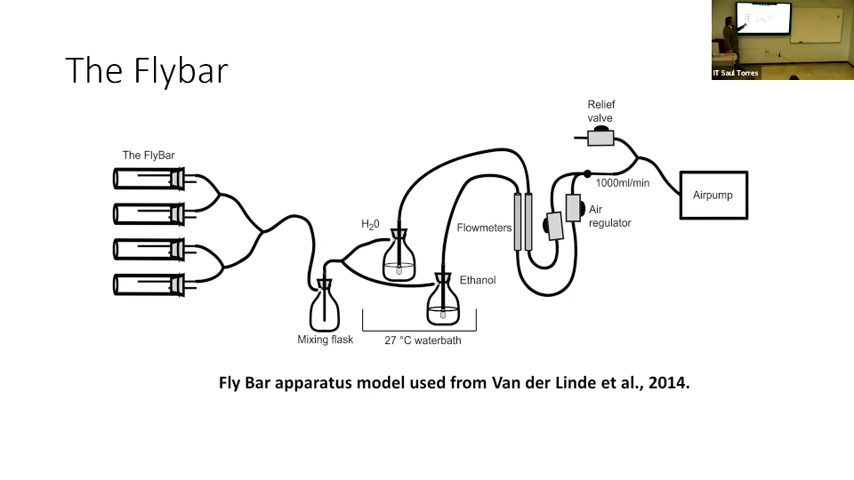 The Flybar
IT Saul Torres
Relief
valve
The FlyBar
1000ml/min
Airpump
Air
regulator
H20
Flowmeters
Ethanol
Mixing flask
27 °C waterbath
Fly Bar apparatus model used from Van der Linde et al., 2014.